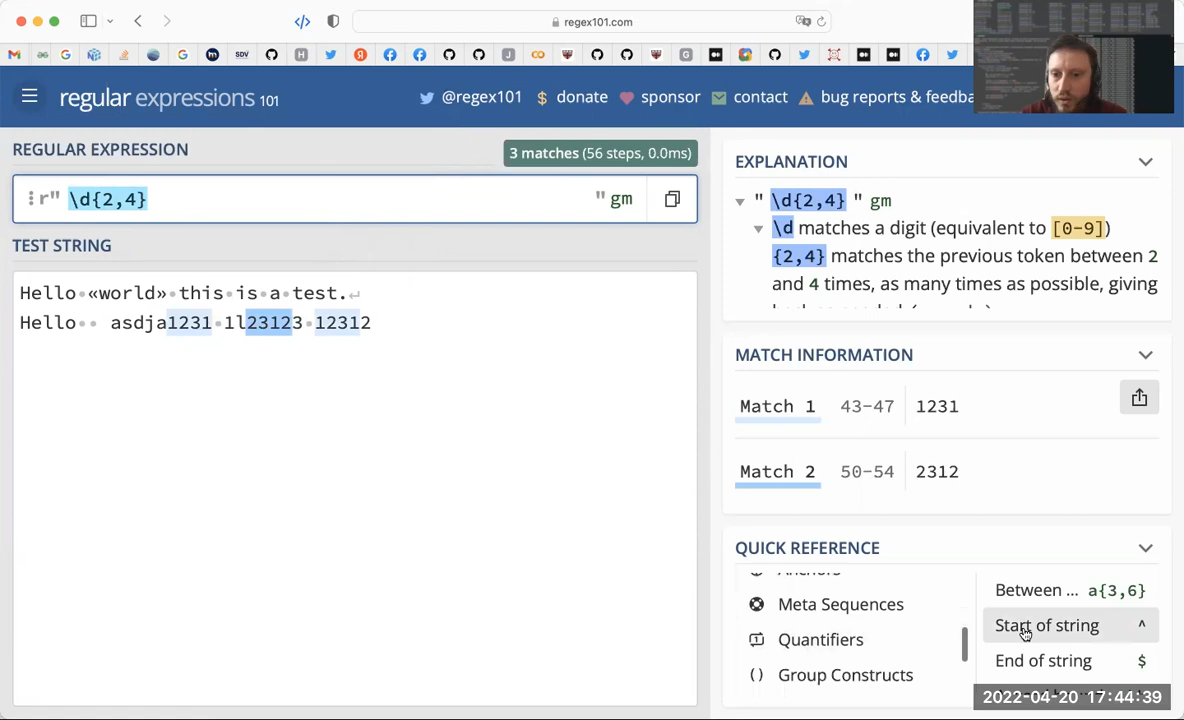 regex101.com
regular expressions 101
@regex101
$ donate
sponsor
contact
bug reports & feedba
REGULAR EXPRESSION
3 matches (56 steps, 0.0ms)
r" \d{2,4} " gm
TEST STRING
Hello·«world»·this·is·a·test.↵
Hello·· asdja1231·1l23123·12312
EXPLANATION
" \d{2,4} " gm
\d matches a digit (equivalent to [0-9])
{2,4} matches the previous token between 2
and 4 times, as many times as possible, giving
MATCH INFORMATION
Match 1 43-47 1231
Match 2 50-54 2312
QUICK REFERENCE
Anchors
Meta Sequences
Quantifiers
Group Constructs
Between ... a{3,6}
Start of string ^
End of string $
2022-04-20 17:44:39